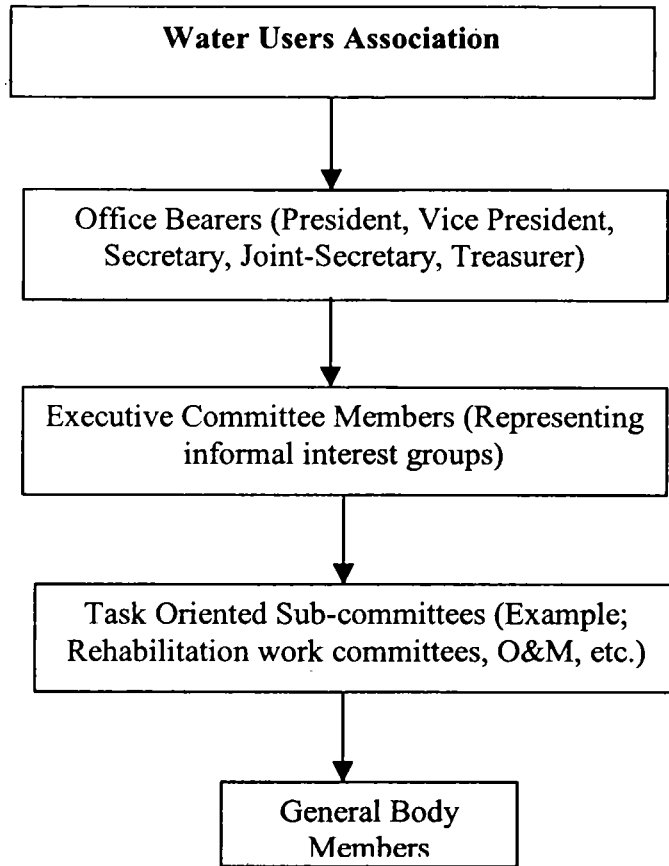 Water Users Association
Office Bearers (President, Vice President,
Secretary, Joint-Secretary, Treasurer)
Executive Committee Members (Representing
informal interest groups)
Task Oriented Sub-committees (Example;
Rehabilitation work committees, O&M, etc.)
General Body
Members